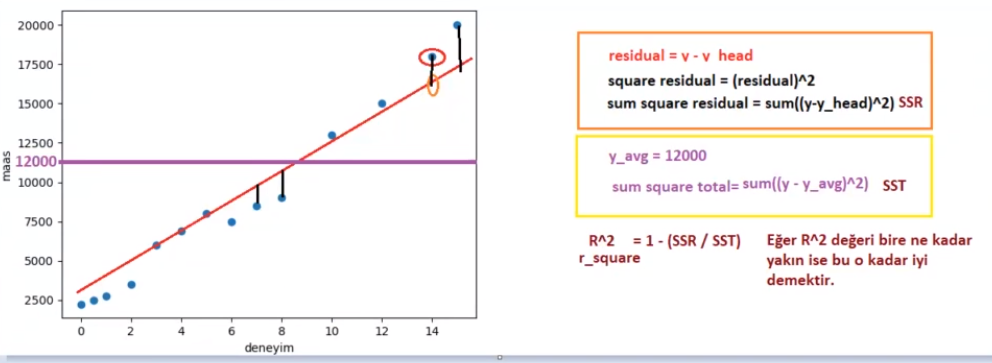 20000
17500
15000
12500
12000
10000
7500
5000
2500
maas
0 2 4 6 8 10 12 14
deneyim
residual = y - y head
square residual = (residual)^2
sum square residual = sum((y-y_head)^2) SSR
y_avg = 12000
sum square total= sum((y - y_avg)^2) SST
R^2 = 1 - (SSR / SST)
r_square
Eğer R^2 değeri bire ne kadar
yakın ise bu o kadar iyi
demektir.